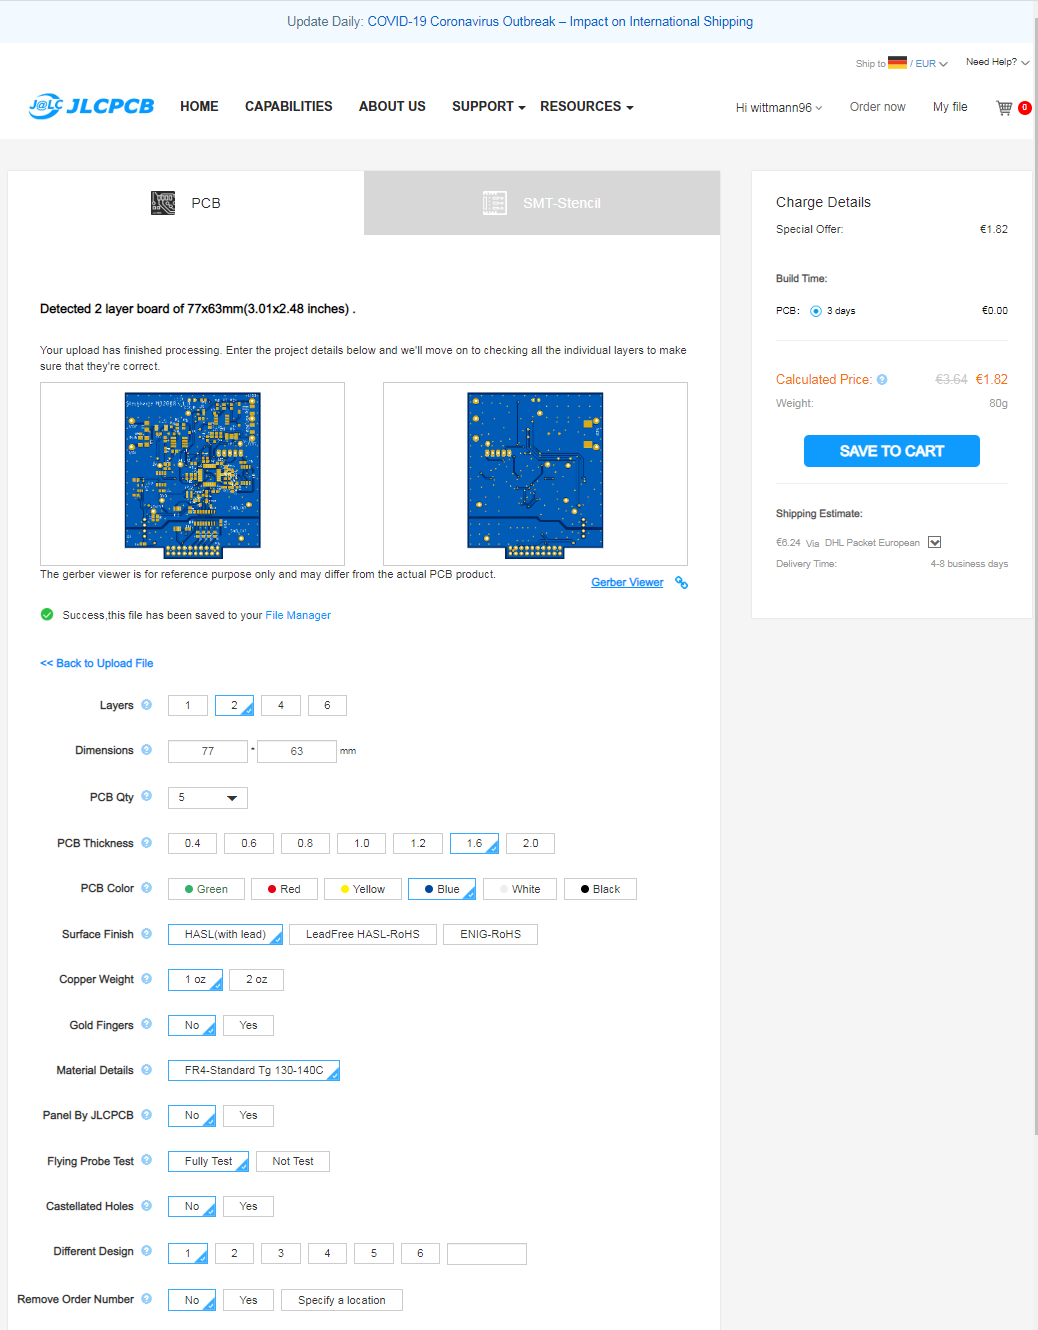 Update Daily: COVID-19 Coronavirus Outbreak – Impact on International Shipping
Ship to / EUR Need Help?
J@LC JLCPCB HOME CAPABILITIES ABOUT US SUPPORT RESOURCES Hi wittmann96 Order now My file 0
PCB SMT-Stencil
Detected 2 layer board of 77x63mm(3.01x2.48 inches) .
Your upload has finished processing. Enter the project details below and we'll move on to checking all the individual layers to make
sure that they're correct.
The gerber viewer is for reference purpose only and may differ from the actual PCB product.
Gerber Viewer
Success,this file has been saved to your File Manager
<< Back to Upload File
Layers ? 1 2 4 6
Dimensions ? 77 * 63 mm
PCB Qty ? 5
PCB Thickness ? 0.4 0.6 0.8 1.0 1.2 1.6 2.0
PCB Color ? Green Red Yellow Blue White Black
Surface Finish ? HASL(with lead) LeadFree HASL-RoHS ENIG-RoHS
Copper Weight ? 1 oz 2 oz
Gold Fingers ? No Yes
Material Details ? FR4-Standard Tg 130-140C
Panel By JLCPCB ? No Yes
Flying Probe Test ? Fully Test Not Test
Castellated Holes ? No Yes
Different Design ? 1 2 3 4 5 6
Remove Order Number ? No Yes Specify a location
Charge Details
Special Offer: €1.82
Build Time:
PCB: 3 days €0.00
Calculated Price: ? €3.64 €1.82
Weight: 80g
SAVE TO CART
Shipping Estimate:
€6.24 Via DHL Packet European
Delivery Time: 4-8 business days